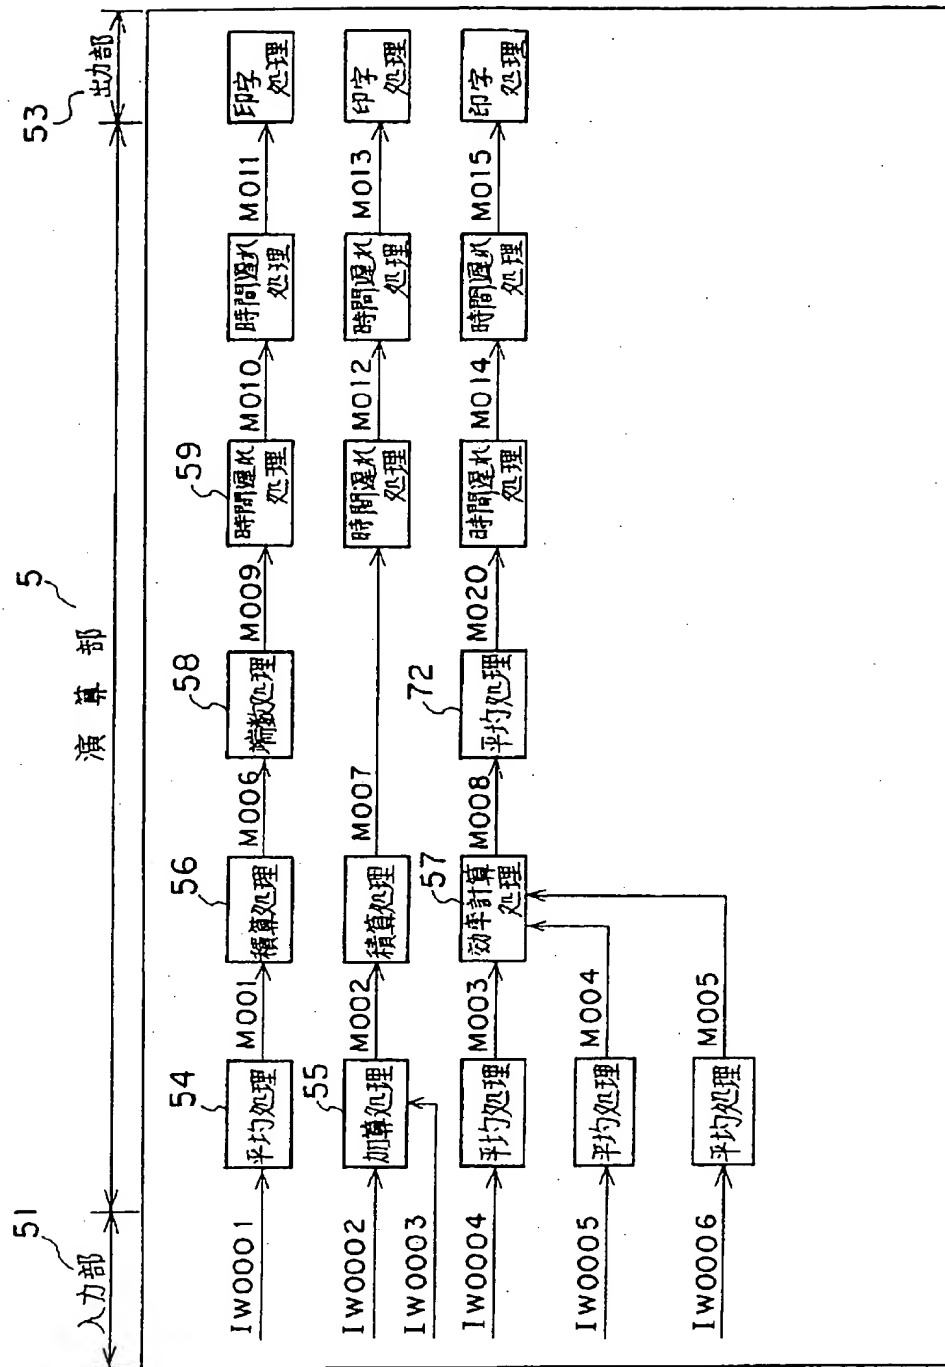 51
入力部
5
演算部
53
出力部
IW0001
54
平均処理
M001
56
積算処理
M006
58
端数処理
M009
59
時間遅れ
処理
M010
時間遅れ
処理
M011
印字
処理
IW0002
IW0003
55
加算処理
M002
積算処理
M007
時間遅れ
処理
M012
時間遅れ
処理
M013
印字
処理
IW0004
平均処理
M003
57
効率計算
処理
M008
72
平均処理
M020
時間遅れ
処理
M014
時間遅れ
処理
M015
印字
処理
IW0005
平均処理
M004
IW0006
平均処理
M005